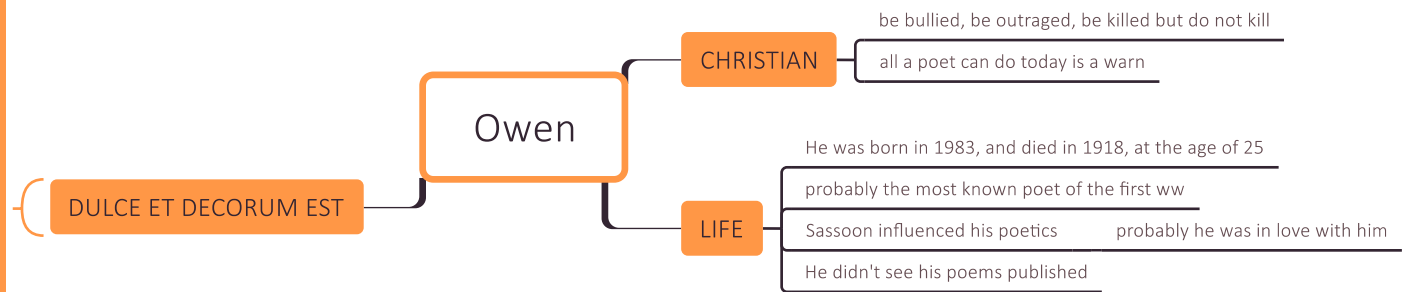 be bullied, be outraged, be killed but do not kill
CHRISTIAN
all a poet can do today is a warn
Owen
He was born in 1983, and died in 1918, at the age of 25
probably the most known poet of the first ww
DULCE ET DECORUM EST
LIFE
Sassoon influenced his poetics
probably he was in love with him
He didn't see his poems published